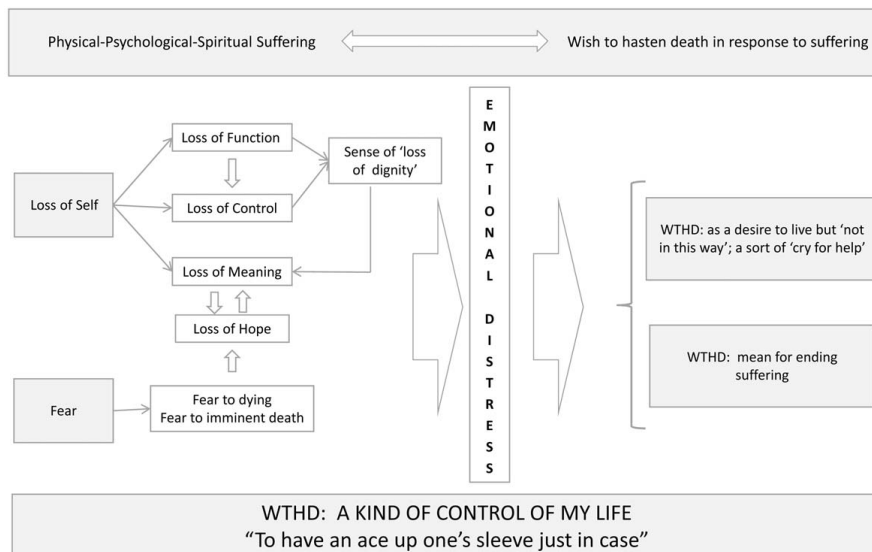 Physical-Psychological-Spiritual Suffering
Wish to hasten death in response to suffering
Loss of Self
Loss of Function
Loss of Control
Sense of ‘loss
of dignity’
Loss of Meaning
Loss of Hope
Fear
Fear to dying
Fear to imminent death
EMOTIONAL DISTRESS
WTHD: as a desire to live but ‘not
in this way’; a sort of ‘cry for help’
WTHD: mean for ending
suffering
WTHD: A KIND OF CONTROL OF MY LIFE
“To have an ace up one’s sleeve just in case”